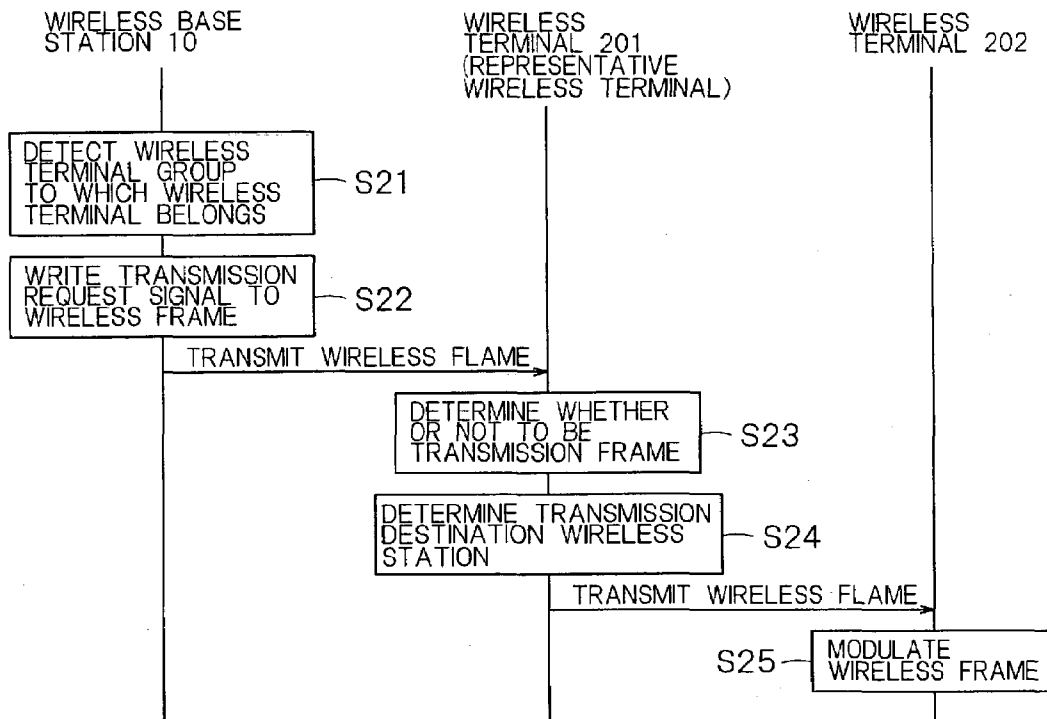 WIRELESS BASE
STATION 10
WIRELESS
TERMINAL 201
(REPRESENTATIVE
WIRELESS TERMINAL)
WIRELESS
TERMINAL 202
DETECT WIRELESS
TERMINAL GROUP
TO WHICH WIRELESS
TERMINAL BELONGS
S21
WRITE TRANSMISSION
REQUEST SIGNAL TO
WIRELESS FRAME
S22
TRANSMIT WIRELESS FLAME
DETERMINE WHETHER
OR NOT TO BE
TRANSMISSION FRAME
S23
DETERMINE TRANSMISSION
DESTINATION WIRELESS
STATION
S24
TRANSMIT WIRELESS FLAME
S25
MODULATE
WIRELESS FRAME